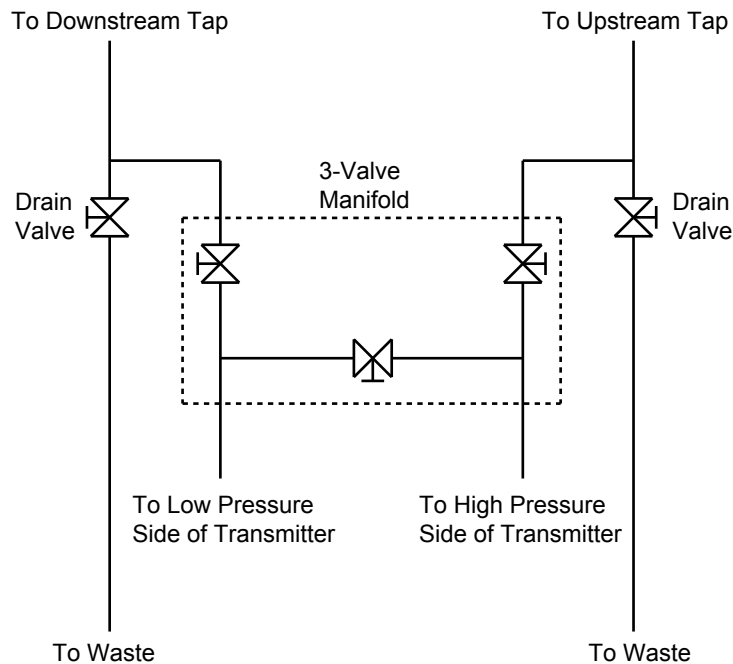 To Downstream Tap
To Upstream Tap
3-Valve
Manifold
Drain
Valve
Drain
Valve
To Low Pressure
Side of Transmitter
To High Pressure
Side of Transmitter
To Waste
To Waste